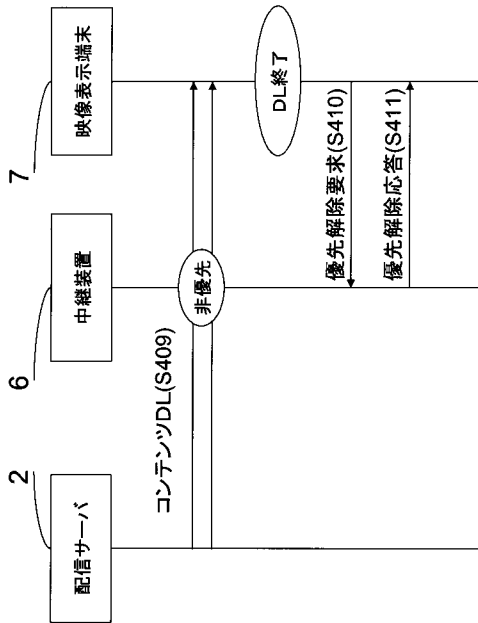 2
6
7
配信サーバ
中継装置
映像表示端末
コンテンツDL(S409)
非優先
DL終了
優先解除要求(S410)
優先解除応答(S411)